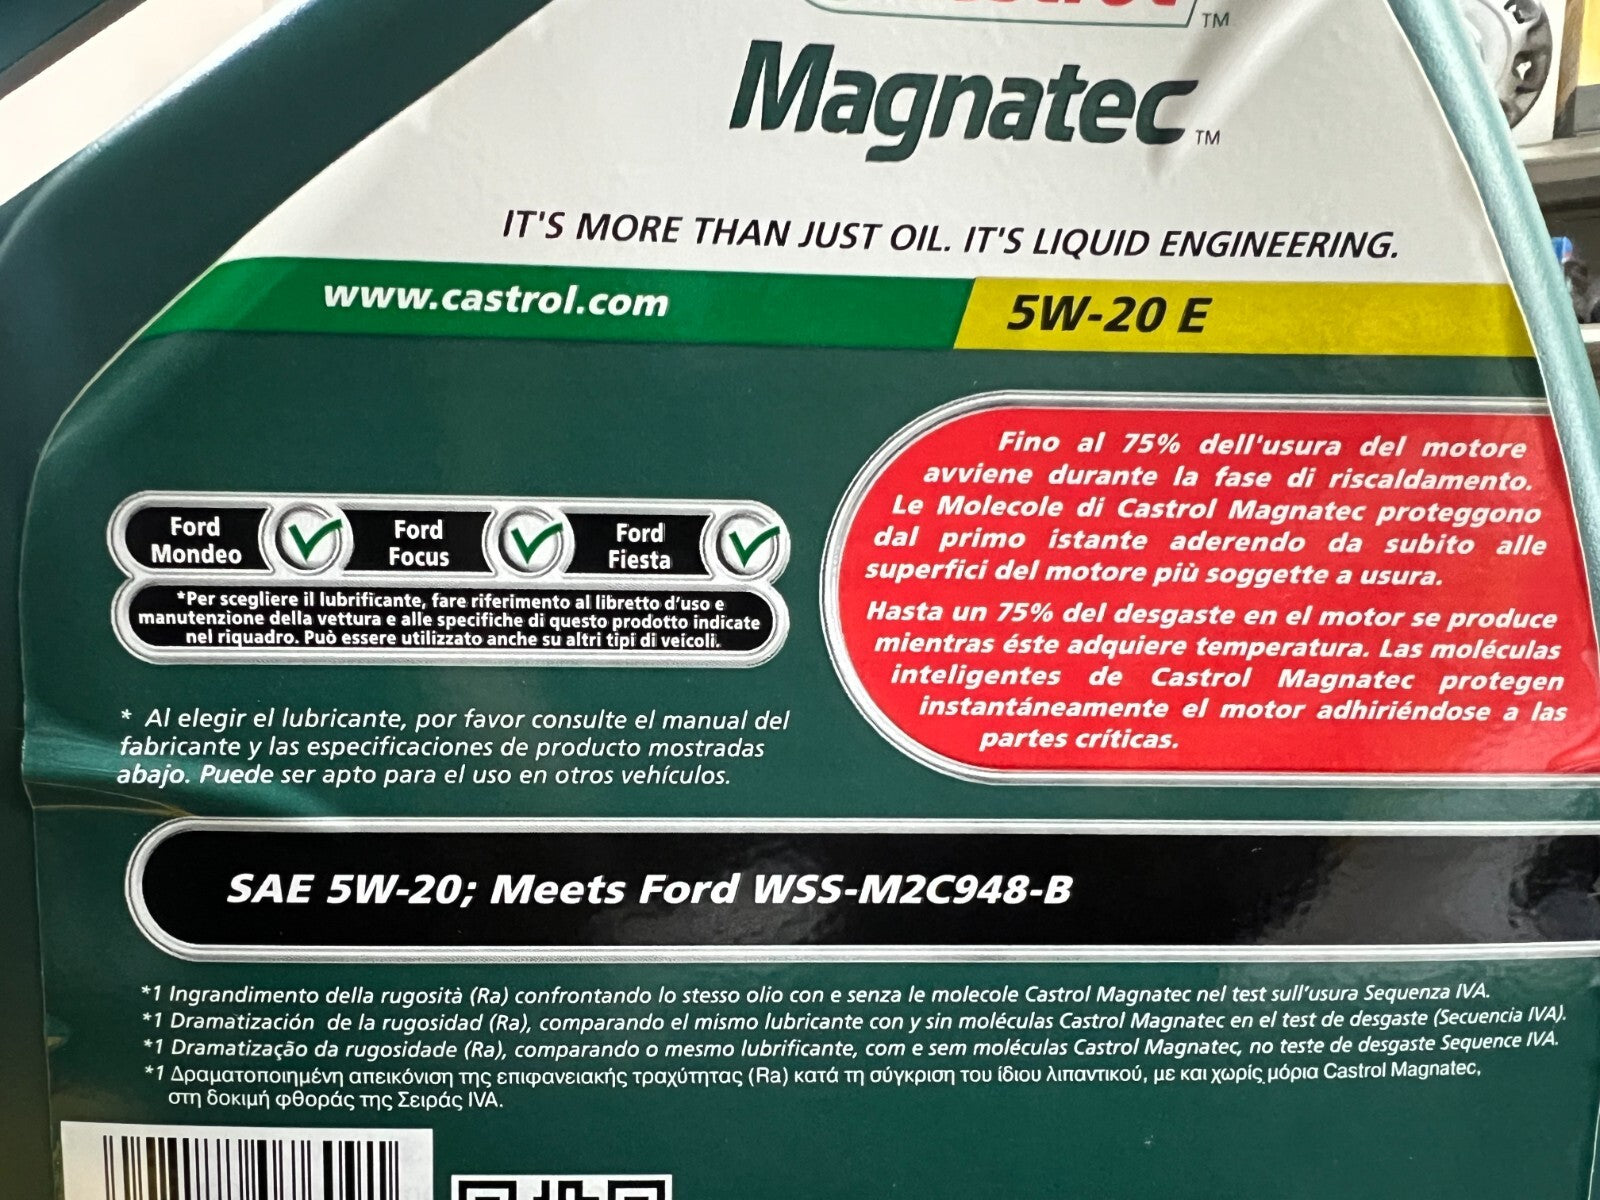 TM
Magnatec TM
IT'S MORE THAN JUST OIL. IT'S LIQUID ENGINEERING.
www.castrol.com
5W-20 E
Fino al 75% dell'usura del motore
avviene durante la fase di riscaldamento.
Le Molecole di Castrol Magnatec proteggono
dal primo istante aderendo da subito alle
superfici del motore più soggette a usura.
Hasta un 75% del desgaste en el motor se produce
mientras éste adquiere temperatura. Las moléculas
inteligentes de Castrol Magnatec protegen
instantáneamente el motor adhiriéndose a las
partes críticas.
Ford
Mondeo
Ford
Focus
Ford
Fiesta
*Per scegliere il lubrificante, fare riferimento al libretto d'uso e
manutenzione della vettura e alle specifiche di questo prodotto indicate
nel riquadro. Può essere utilizzato anche su altri tipi di veicoli.
* Al elegir el lubricante, por favor consulte el manual del
fabricante y las especificaciones de producto mostradas
abajo. Puede ser apto para el uso en otros vehículos.
SAE 5W-20; Meets Ford WSS-M2C948-B
*1 Ingrandimento della rugosità (Ra) confrontando lo stesso olio con e senza le molecole Castrol Magnatec nel test sull'usura Sequenza IVA.
*1 Dramatización de la rugosidad (Ra), comparando el mismo lubricante con y sin moléculas Castrol Magnatec en el test de desgaste (Secuencia IVA).
*1 Dramatização da rugosidade (Ra), comparando o mesmo lubrificante, com e sem moléculas Castrol Magnatec, no teste de desgaste Sequence IVA.
*1 Δραματοποιημένη απεικόνιση της επιφανειακής τραχύτητας (Ra) κατά τη σύγκριση του ίδιου λιπαντικού, με και χωρίς μόρια Castrol Magnatec,
στη δοκιμή φθοράς της Σειράς IVA.